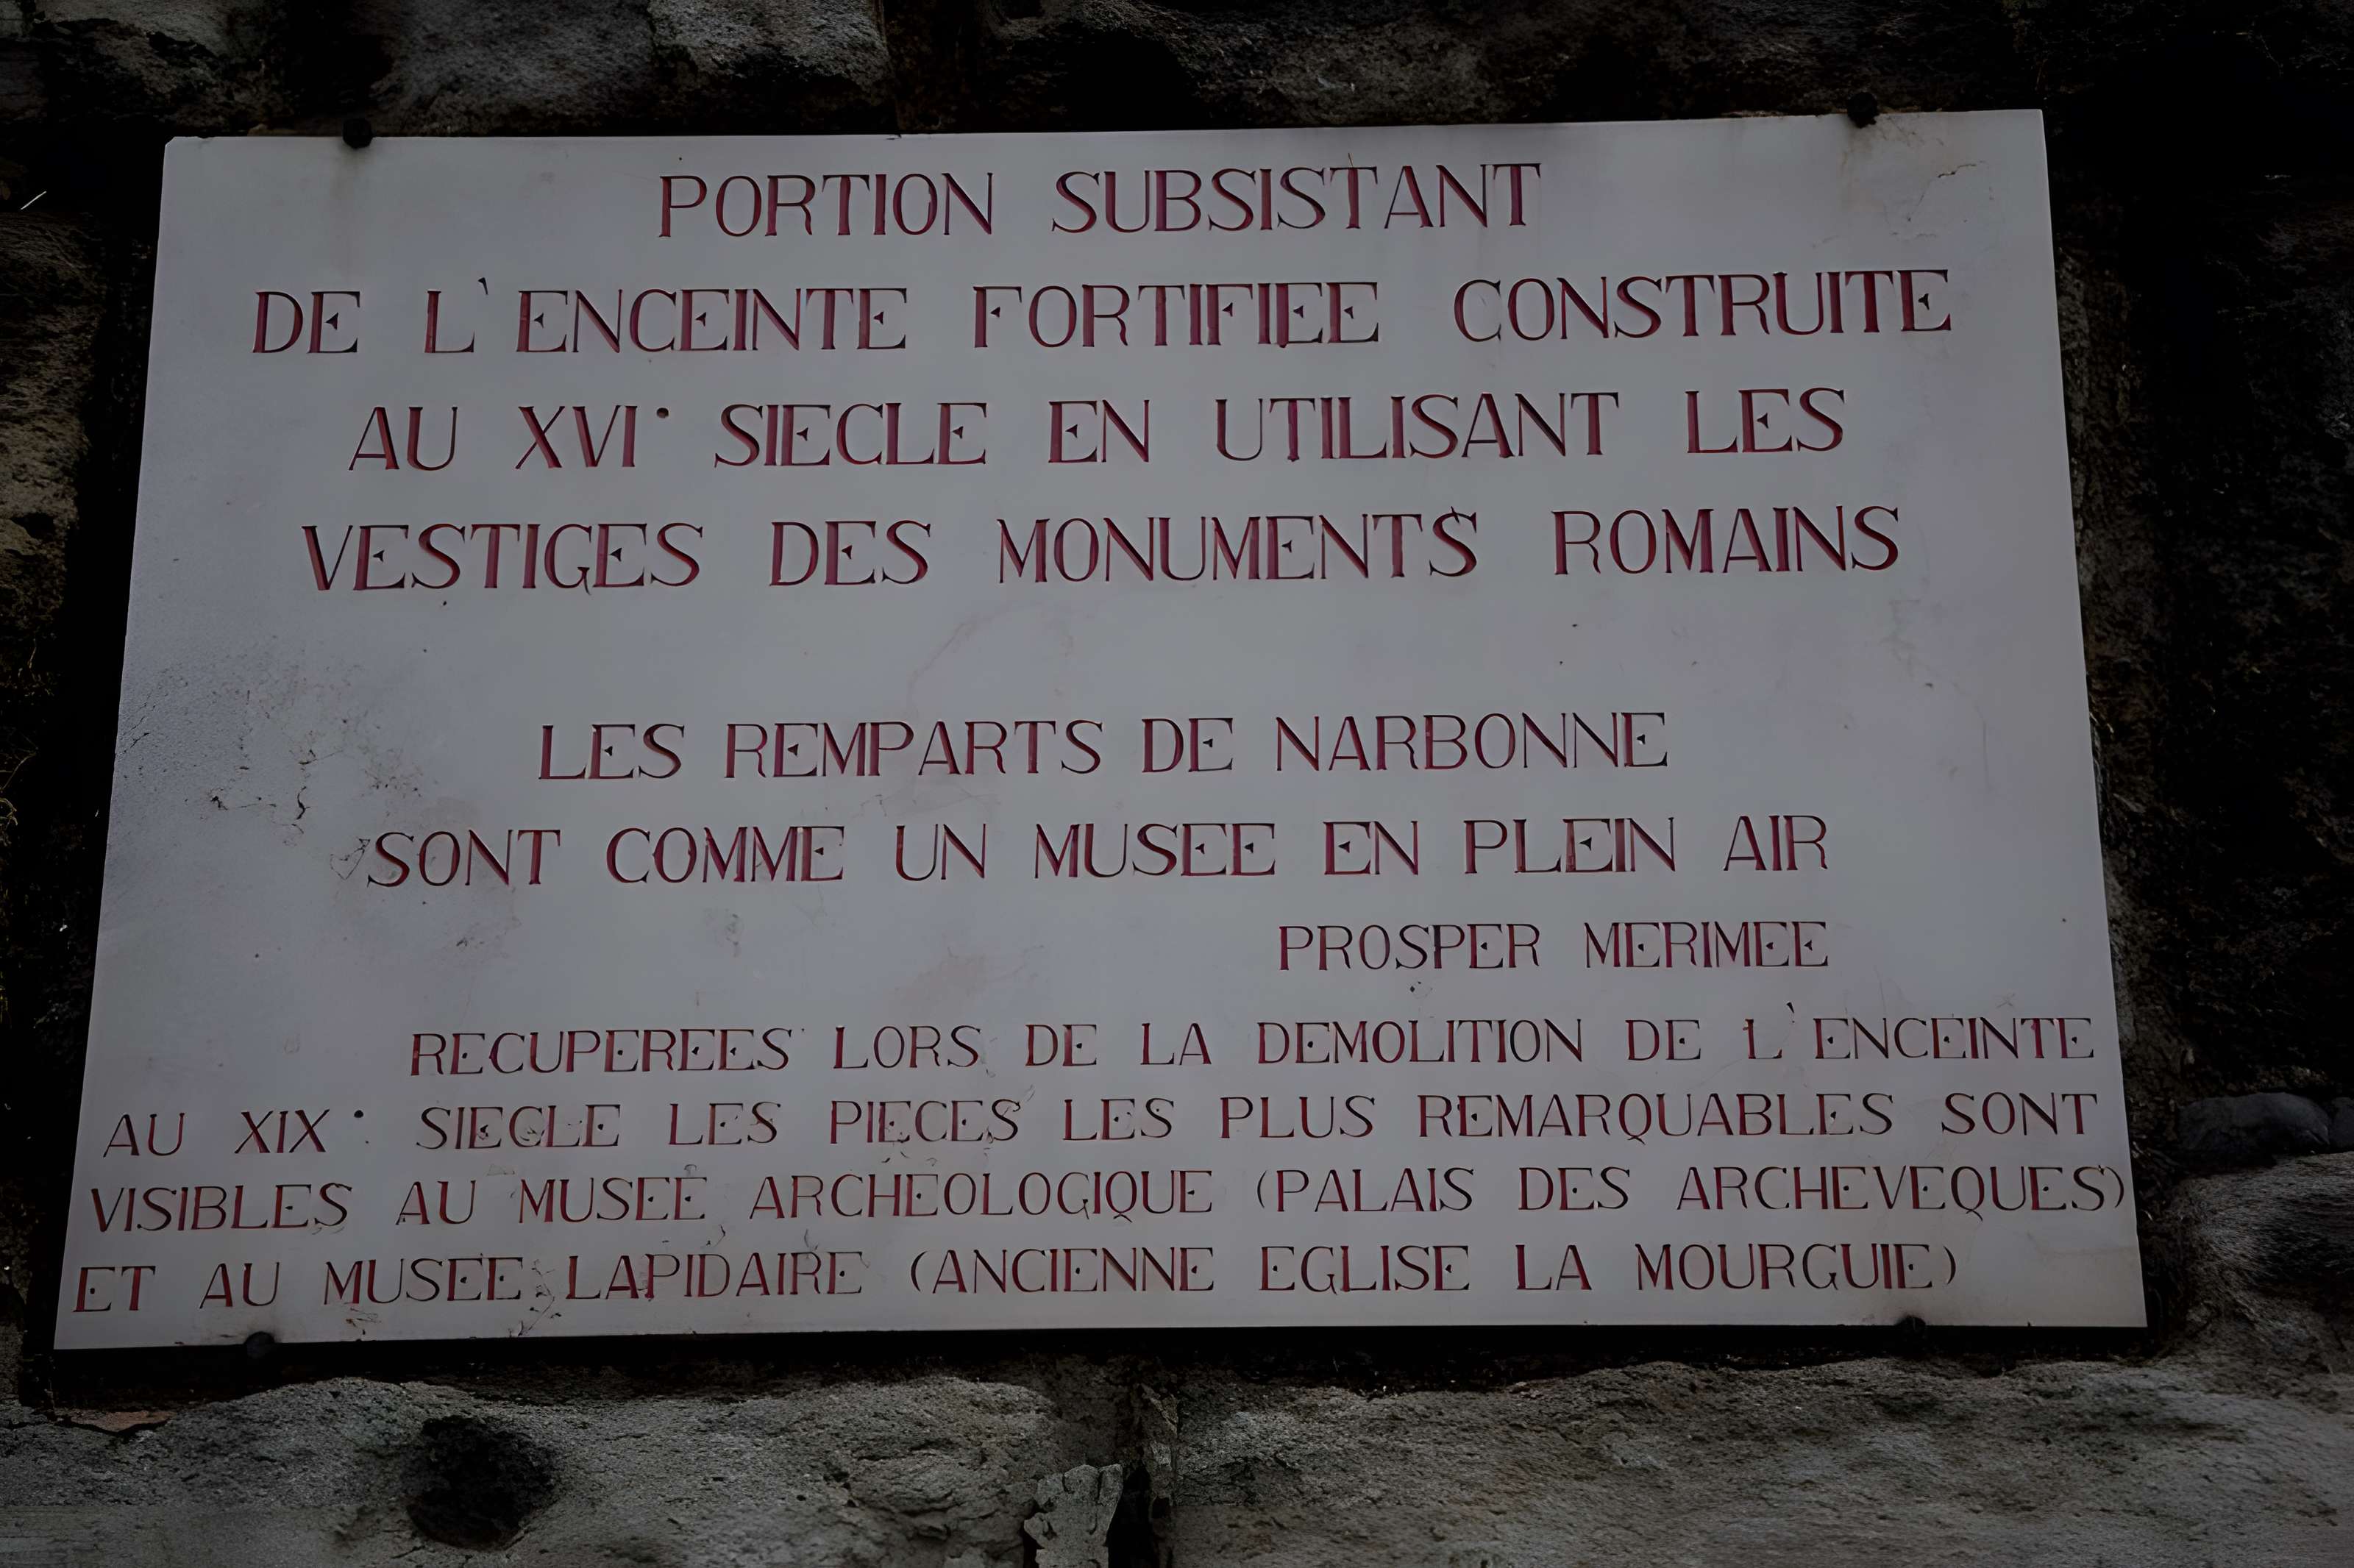 PORTION SUBSISTANT
DE L'ENCEINTE FORTIFIEE CONSTRUITE
AU XVI· SIECLE EN UTILISANT LES
VESTIGES DES MONUMENTS ROMAINS
LES REMPARTS DE NARBONNE
SONT COMME UN MUSEE EN PLEIN AIR
PROSPER MERIMEE
RECUPEREES LORS DE LA DEMOLITION DE L'ENCEINTE
AU XIX· SIECLE LES PIECES LES PLUS REMARQUABLES SONT
VISIBLES AU MUSEE ARCHEOLOGIQUE (PALAIS DES ARCHEVEQUES)
ET AU MUSEE LAPIDAIRE (ANCIENNE EGLISE LA MOURGUIE)